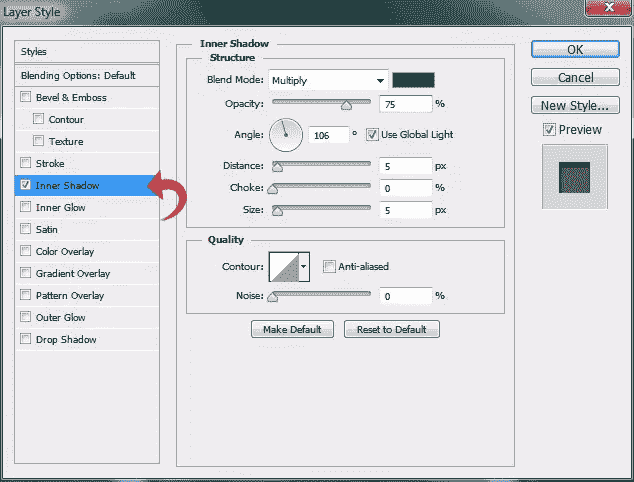 Layer Style
x
Styles
Blending Options: Default
Bevel & Emboss
Contour
Texture
Stroke
Inner Shadow
Inner Glow
Satin
Color Overlay
Gradient Overlay
Pattern Overlay
Outer Glow
Drop Shadow
Inner Shadow
Structure
Blend Mode: Multiply
Opacity: 75 %
Angle: 106 ° Use Global Light
Distance: 5 px
Choke: 0 %
Size: 5 px
Quality
Contour: Anti-aliased
Noise: 0 %
Make Default Reset to Default
OK
Cancel
New Style...
Preview